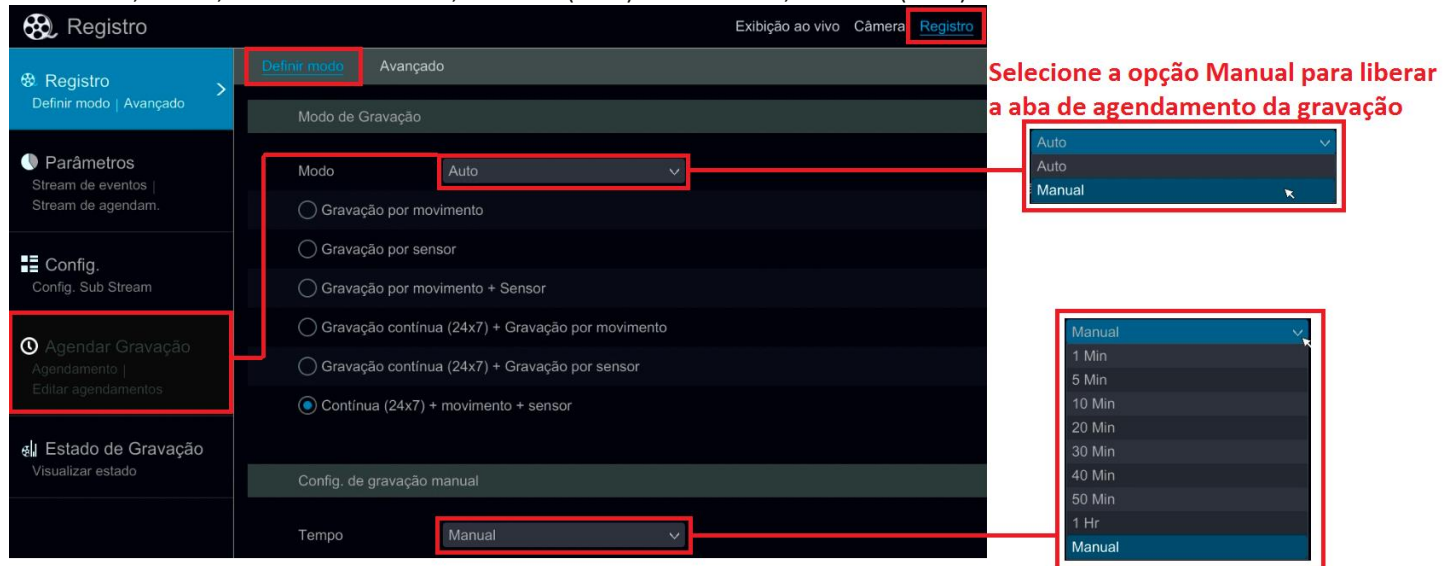 Registro
Exibição ao vivo Câmera Registro
Registro
Definir modo | Avançado
Parâmetros
Stream de eventos |
Stream de agendam.
Config.
Config. Sub Stream
Agendar Gravação
Agendamento |
Editar agendamentos
Estado de Gravação
Visualizar estado
Definir modo Avançado
Modo de Gravação
Modo Auto
Gravação por movimento
Gravação por sensor
Gravação por movimento + Sensor
Gravação contínua (24x7) + Gravação por movimento
Gravação contínua (24x7) + Gravação por sensor
Contínua (24x7) + movimento + sensor
Config. de gravação manual
Tempo Manual
Selecione a opção Manual para liberar
a aba de agendamento da gravação
Auto
Auto
Manual
Manual
1 Min
5 Min
10 Min
20 Min
30 Min
40 Min
50 Min
1 Hr
Manual